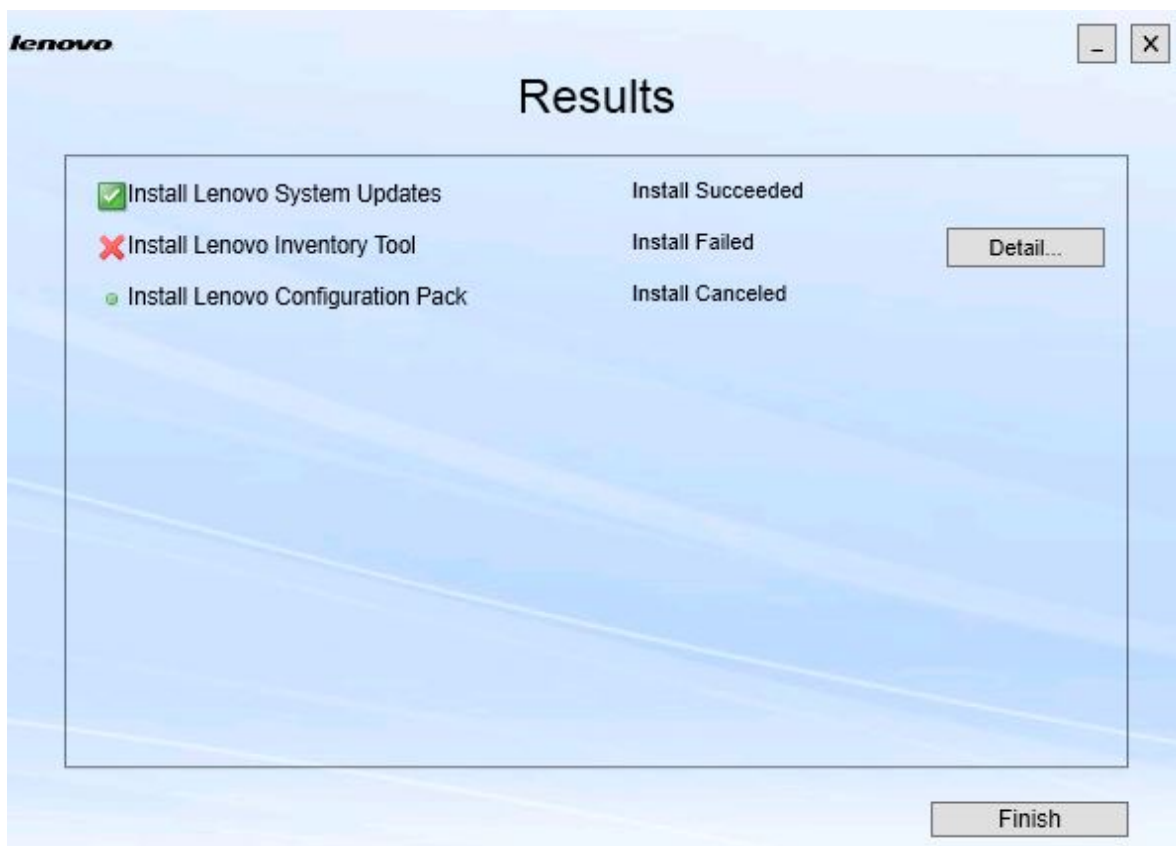 lenovo
_ X
Results
Install Lenovo System Updates Install Succeeded
Install Lenovo Inventory Tool Install Failed Detail...
Install Lenovo Configuration Pack Install Canceled
Finish